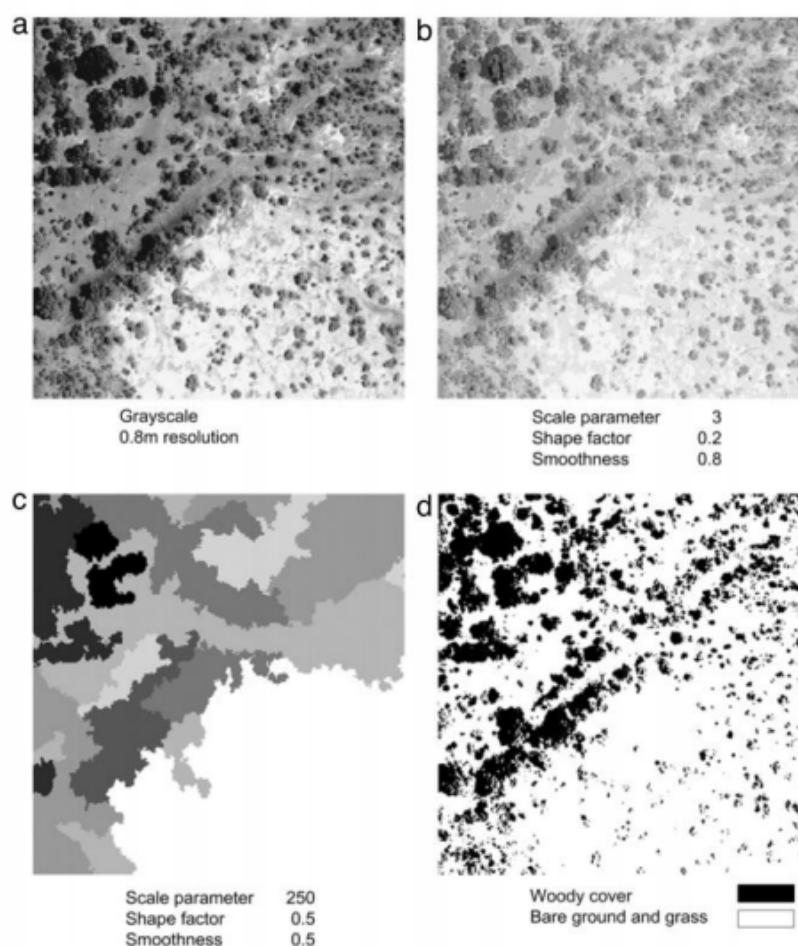 a
b
Grayscale
0.8m resolution
Scale parameter 3
Shape factor 0.2
Smoothness 0.8
c
d
Scale parameter 250
Shape factor 0.5
Smoothness 0.5
Woody cover
Bare ground and grass